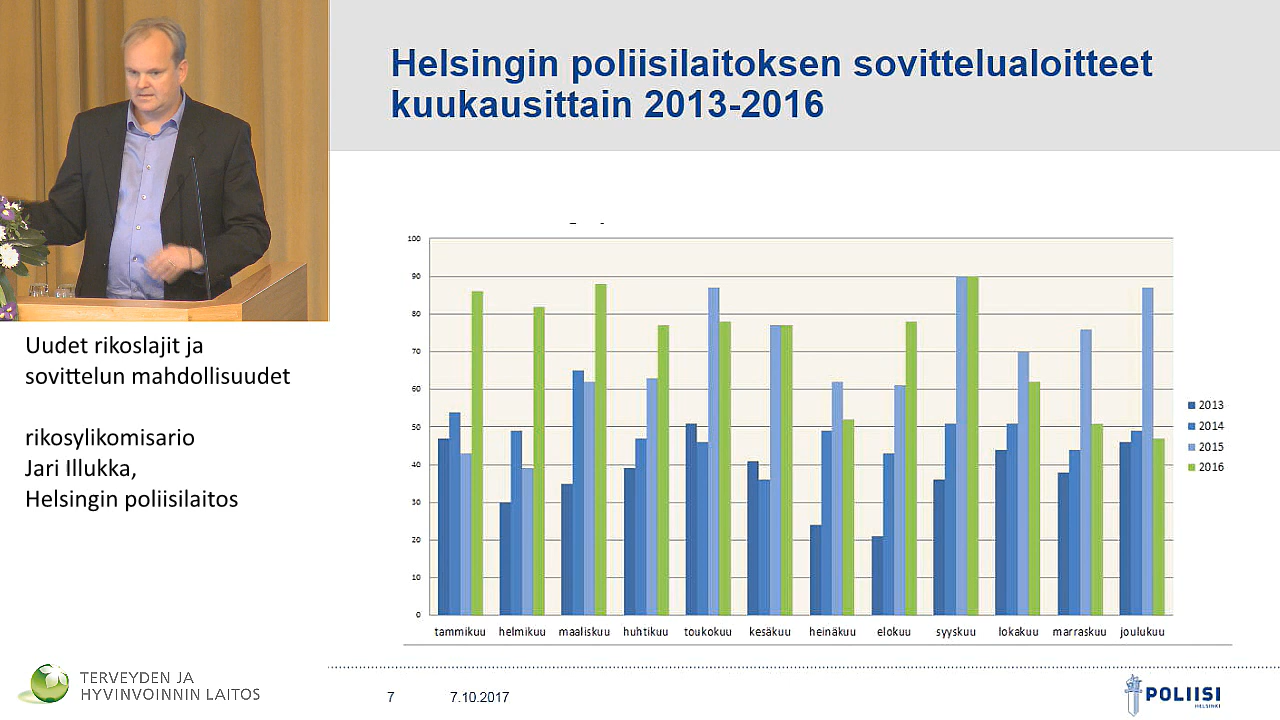 Helsingin poliisilaitoksen sovittelualoitteet
kuukausittain 2013-2016
100
90
80
70
60
50
40
30
20
10
0
tammikuu helmikuu maaliskuu huhtikuu toukokuu kesäkuu heinäkuu elokuu syyskuu lokakuu marraskuu joulukuu
2013
2014
2015
2016
Uudet rikoslajit ja
sovittelun mahdollisuudet
rikosylikomisario
Jari Illukka,
Helsingin poliisilaitos
TERVEYDEN JA
HYVINVOINNIN LAITOS
7 7.10.2017
POLIISI
HELSINKI